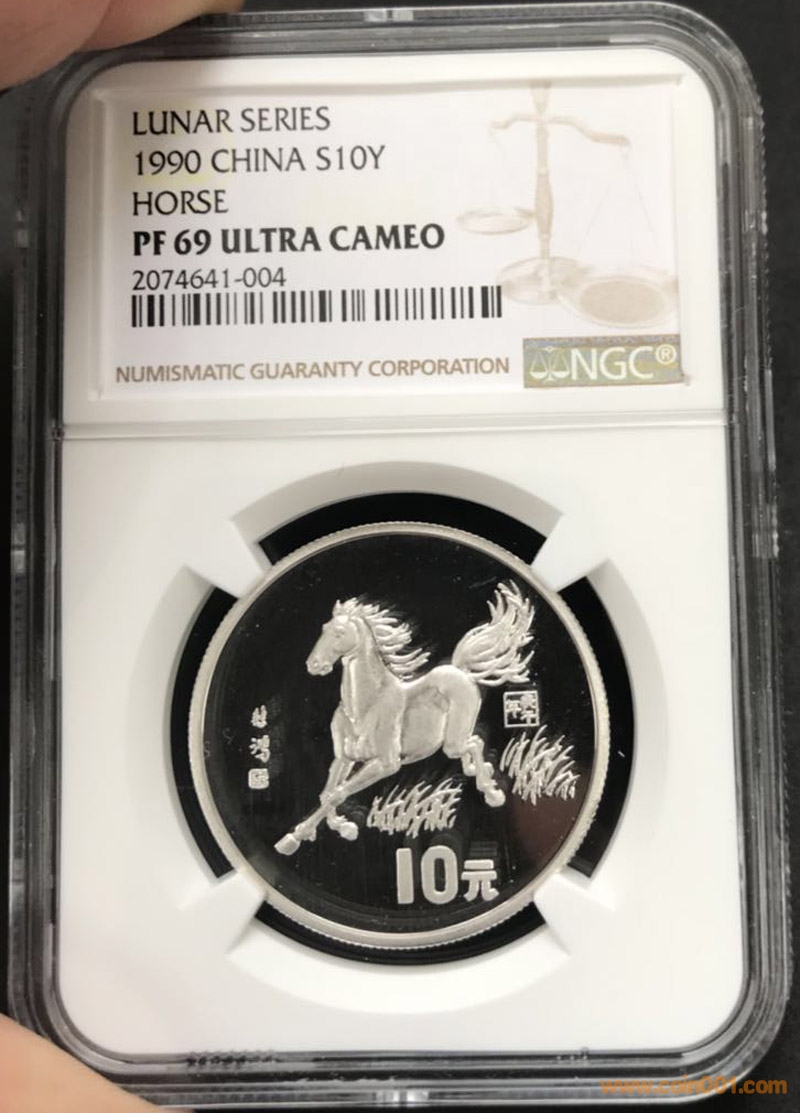 LUNAR SERIES
1990 CHINA S10Y
HORSE
PF 69 ULTRA CAMEO
2074641-004
NUMISMATIC GUARANTY CORPORATION
NGC®
10元
www.coin001.com